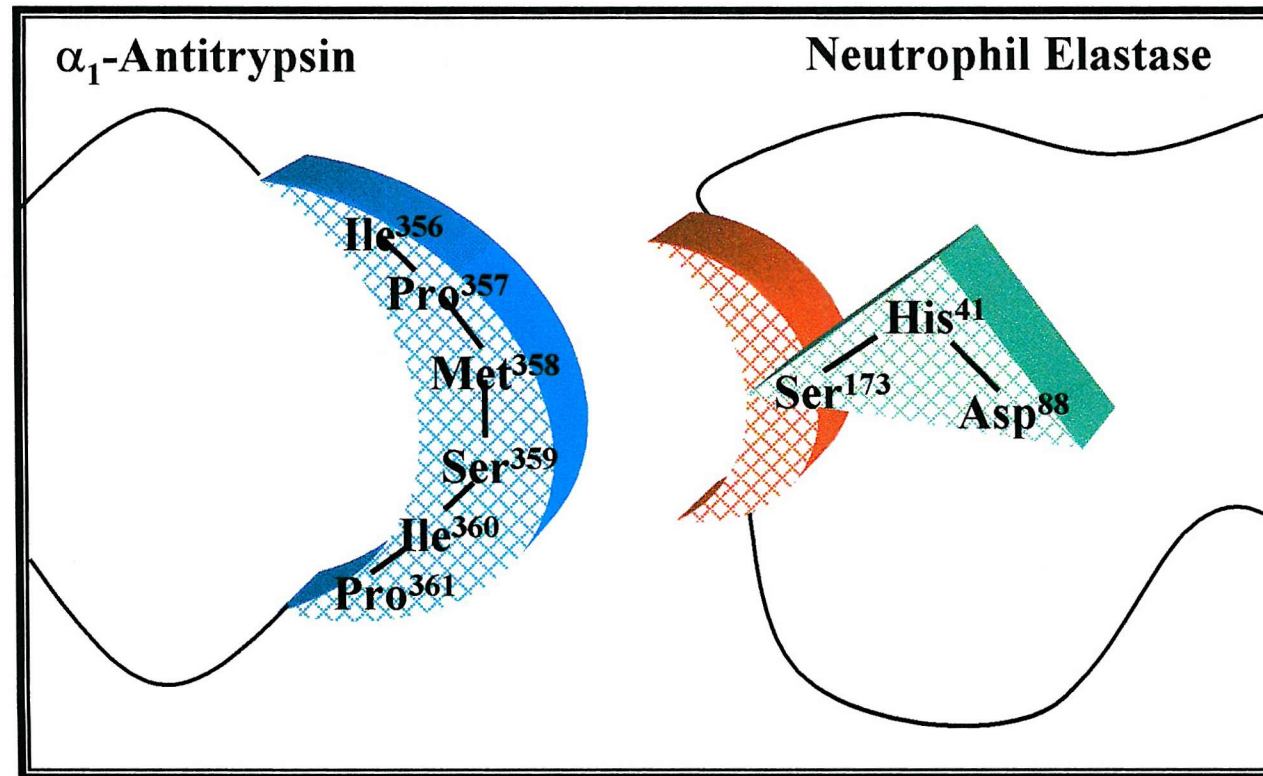 α₁-Antitrypsin
Neutrophil Elastase
Ile³⁵⁶
Pro³⁵⁷
Met³⁵⁸
Ser³⁵⁹
Ile³⁶⁰
Pro³⁶¹
His⁴¹
Ser¹⁷³
Asp⁸⁸